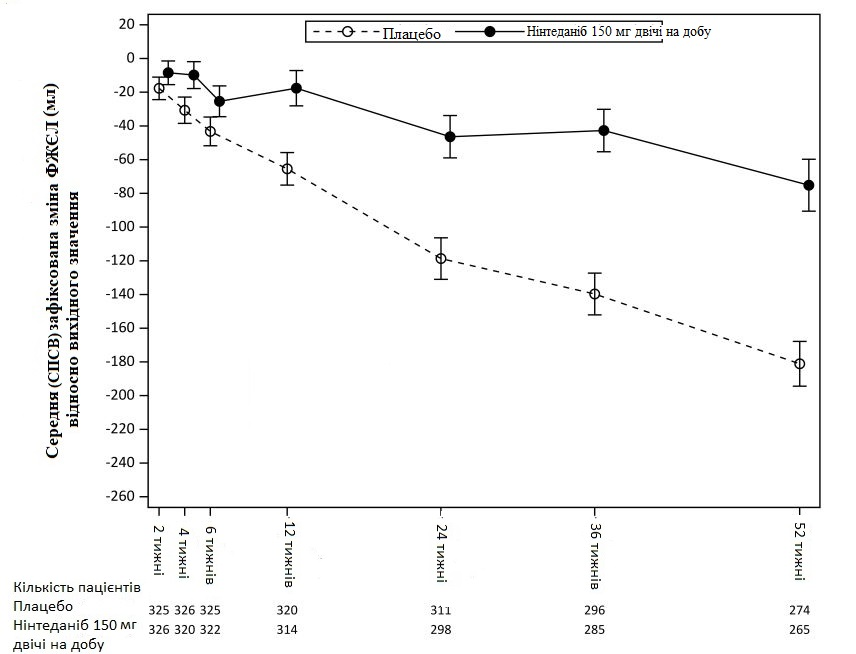 Плацебо
Нінтеданіб 150 мг двічі на добу
Середня (СПСВ) зафіксована зміна ФЖЄЛ (мл)
відносно вихідного значення
20
0
-20
-40
-60
-80
-100
-120
-140
-160
-180
-200
-220
-240
-260
2 тижні
4 тижні
6 тижнів
12 тижнів
24 тижні
36 тижнів
52 тижні
Кількість пацієнтів
Плацебо 325 326 325 320 311 296 274
Нінтеданіб 150 мг 326 320 322 314 298 285 265
двічі на добу